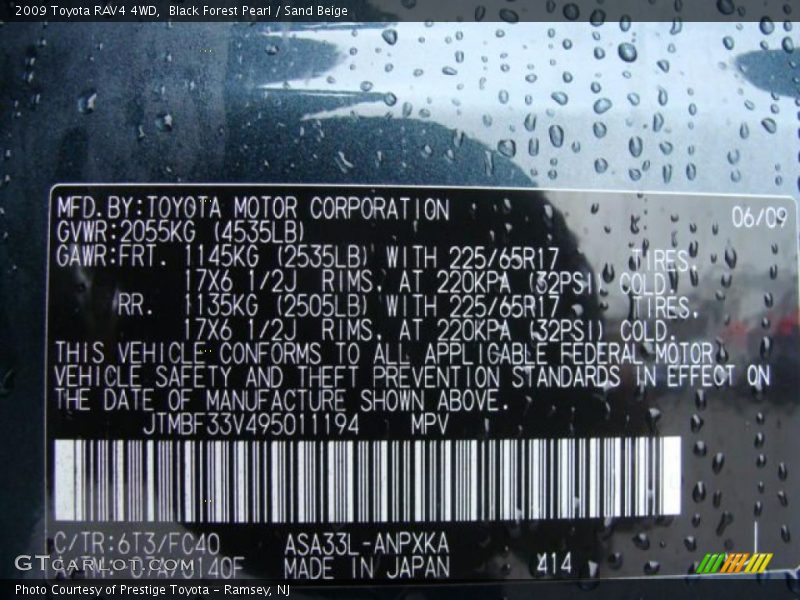 2009 Toyota RAV4 4WD, Black Forest Pearl / Sand Beige
MFD.BY:TOYOTA MOTOR CORPORATION 06/09
GVWR:2055KG (4535LB)
GAWR:FRT. 1145KG (2535LB) WITH 225/65R17 TIRES,
17X6 1/2J RIMS. AT 220KPA (32PSI) COLD.
RR. 1135KG (2505LB) WITH 225/65R17 TIRES.
17X6 1/2J RIMS. AT 220KPA (32PSI) COLD.
THIS VEHICLE CONFORMS TO ALL APPLICABLE FEDERAL MOTOR
VEHICLE SAFETY AND THEFT PREVENTION STANDARDS IN EFFECT ON
THE DATE OF MANUFACTURE SHOWN ABOVE.
JTMBF33V495011194 MPV
C/TR:6T3/FC40 ASA33L-ANPXKA
MADE IN JAPAN 414
GTCarLot.com
Photo Courtesy of Prestige Toyota - Ramsey, NJ